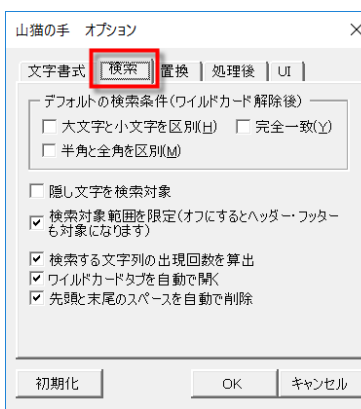 山猫の手 オプション
文字書式 検索 置換 処理後 UI
デフォルトの検索条件(ワイルドカード解除後)
大文字と小文字を区別(H) 完全一致(Y)
半角と全角を区別(M)
隠し文字を検索対象
検索対象範囲を限定(オフにするとヘッダー・フッター
も対象になります)
検索する文字列の出現回数を算出
ワイルドカードタブを自動で開く
先頭と末尾のスペースを自動で削除
初期化 OK キャンセル